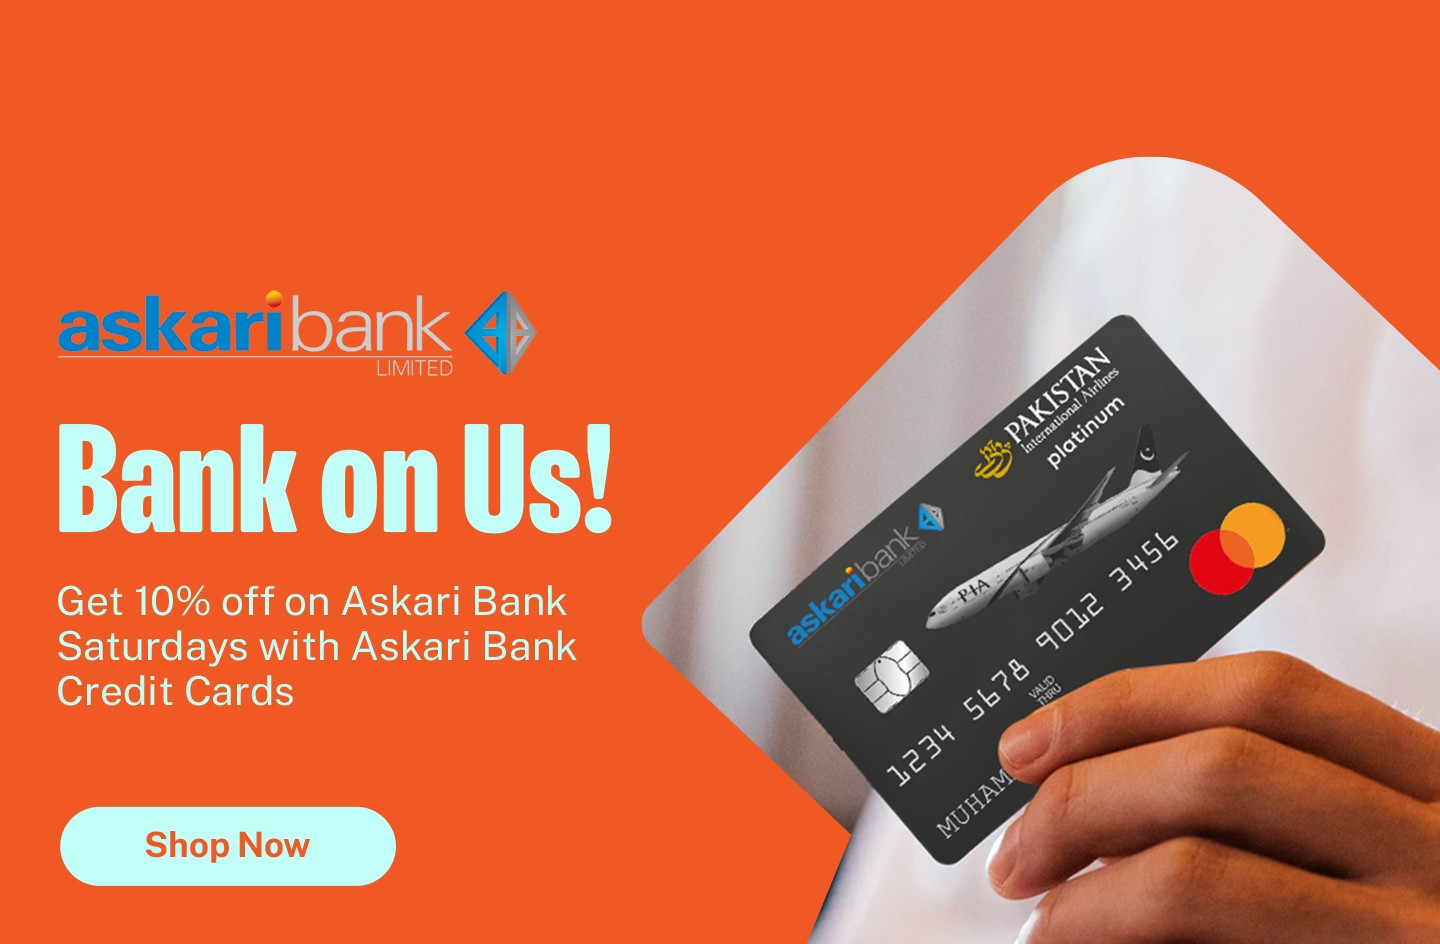 askaribank
LIMITED
Bank on Us!
Get 10% off on Askari Bank
Saturdays with Askari Bank
Credit Cards
Shop Now
PAKISTAN
International Airlines
platinum
askaribank
LIMITED
PIA
1234 5678 9012 3456
VALID
THRU
MUHAM